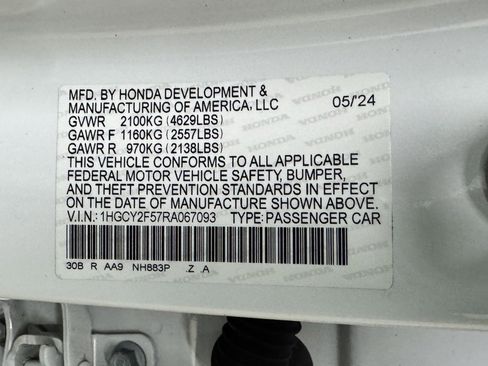 MFD. BY HONDA DEVELOPMENT &
MANUFACTURING OF AMERICA, LLC 05/'24
GVWR 2100KG (4629LBS)
GAWR F 1160KG (2557LBS)
GAWR R 970KG (2138LBS)
THIS VEHICLE CONFORMS TO ALL APPLICABLE
FEDERAL MOTOR VEHICLE SAFETY, BUMPER,
AND THEFT PREVENTION STANDARDS IN EFFECT
ON THE DATE OF MANUFACTURE SHOWN ABOVE.
V.I.N.: 1HGCY2F57RA067093 TYPE: PASSENGER CAR
30B R AA9 NH883P .Z .A